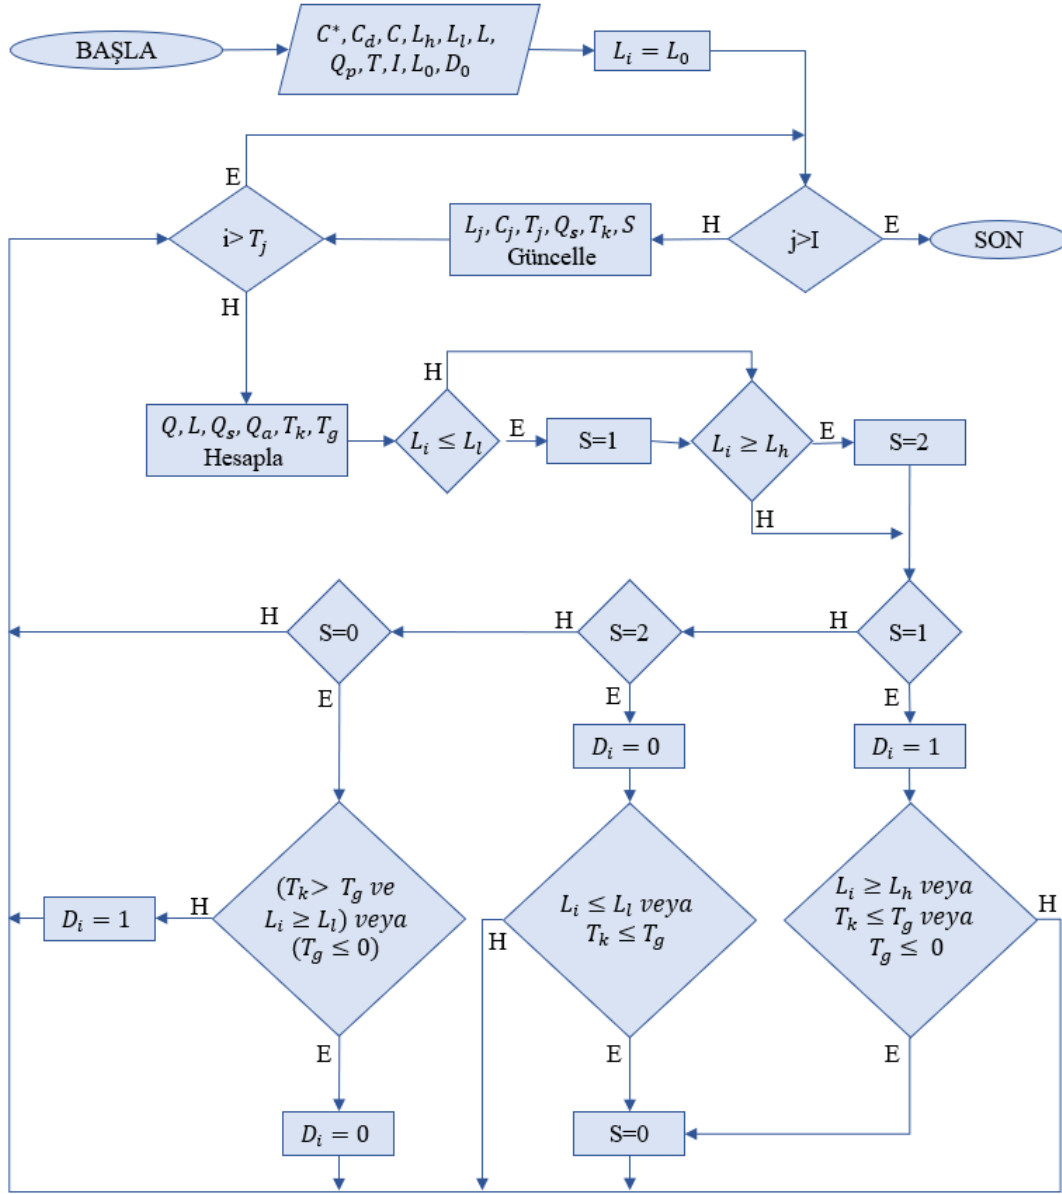 BAŞLA
C*, C_d, C, L_h, L_l, L,
Q_p, T, I, L_0, D_0
L_i = L_0
E
i> T_j
H
L_j, C_j, T_j, Q_s, T_k, S
Güncelle
H
j>I
E
SON
Q, L, Q_s, Q_a, T_k, T_g
Hesapla
H
L_i ≤ L_l
E
S=1
L_i ≥ L_h
E
S=2
H
H
S=0
E
H
S=2
E
H
S=1
E
D_i = 0
D_i = 1
(T_k> T_g ve
L_i ≥ L_l) veya
(T_g ≤ 0)
H
D_i = 1
E
D_i = 0
L_i ≤ L_l veya
T_k ≤ T_g
H
E
S=0
L_i ≥ L_h veya
T_k ≤ T_g veya
T_g ≤ 0
H
E